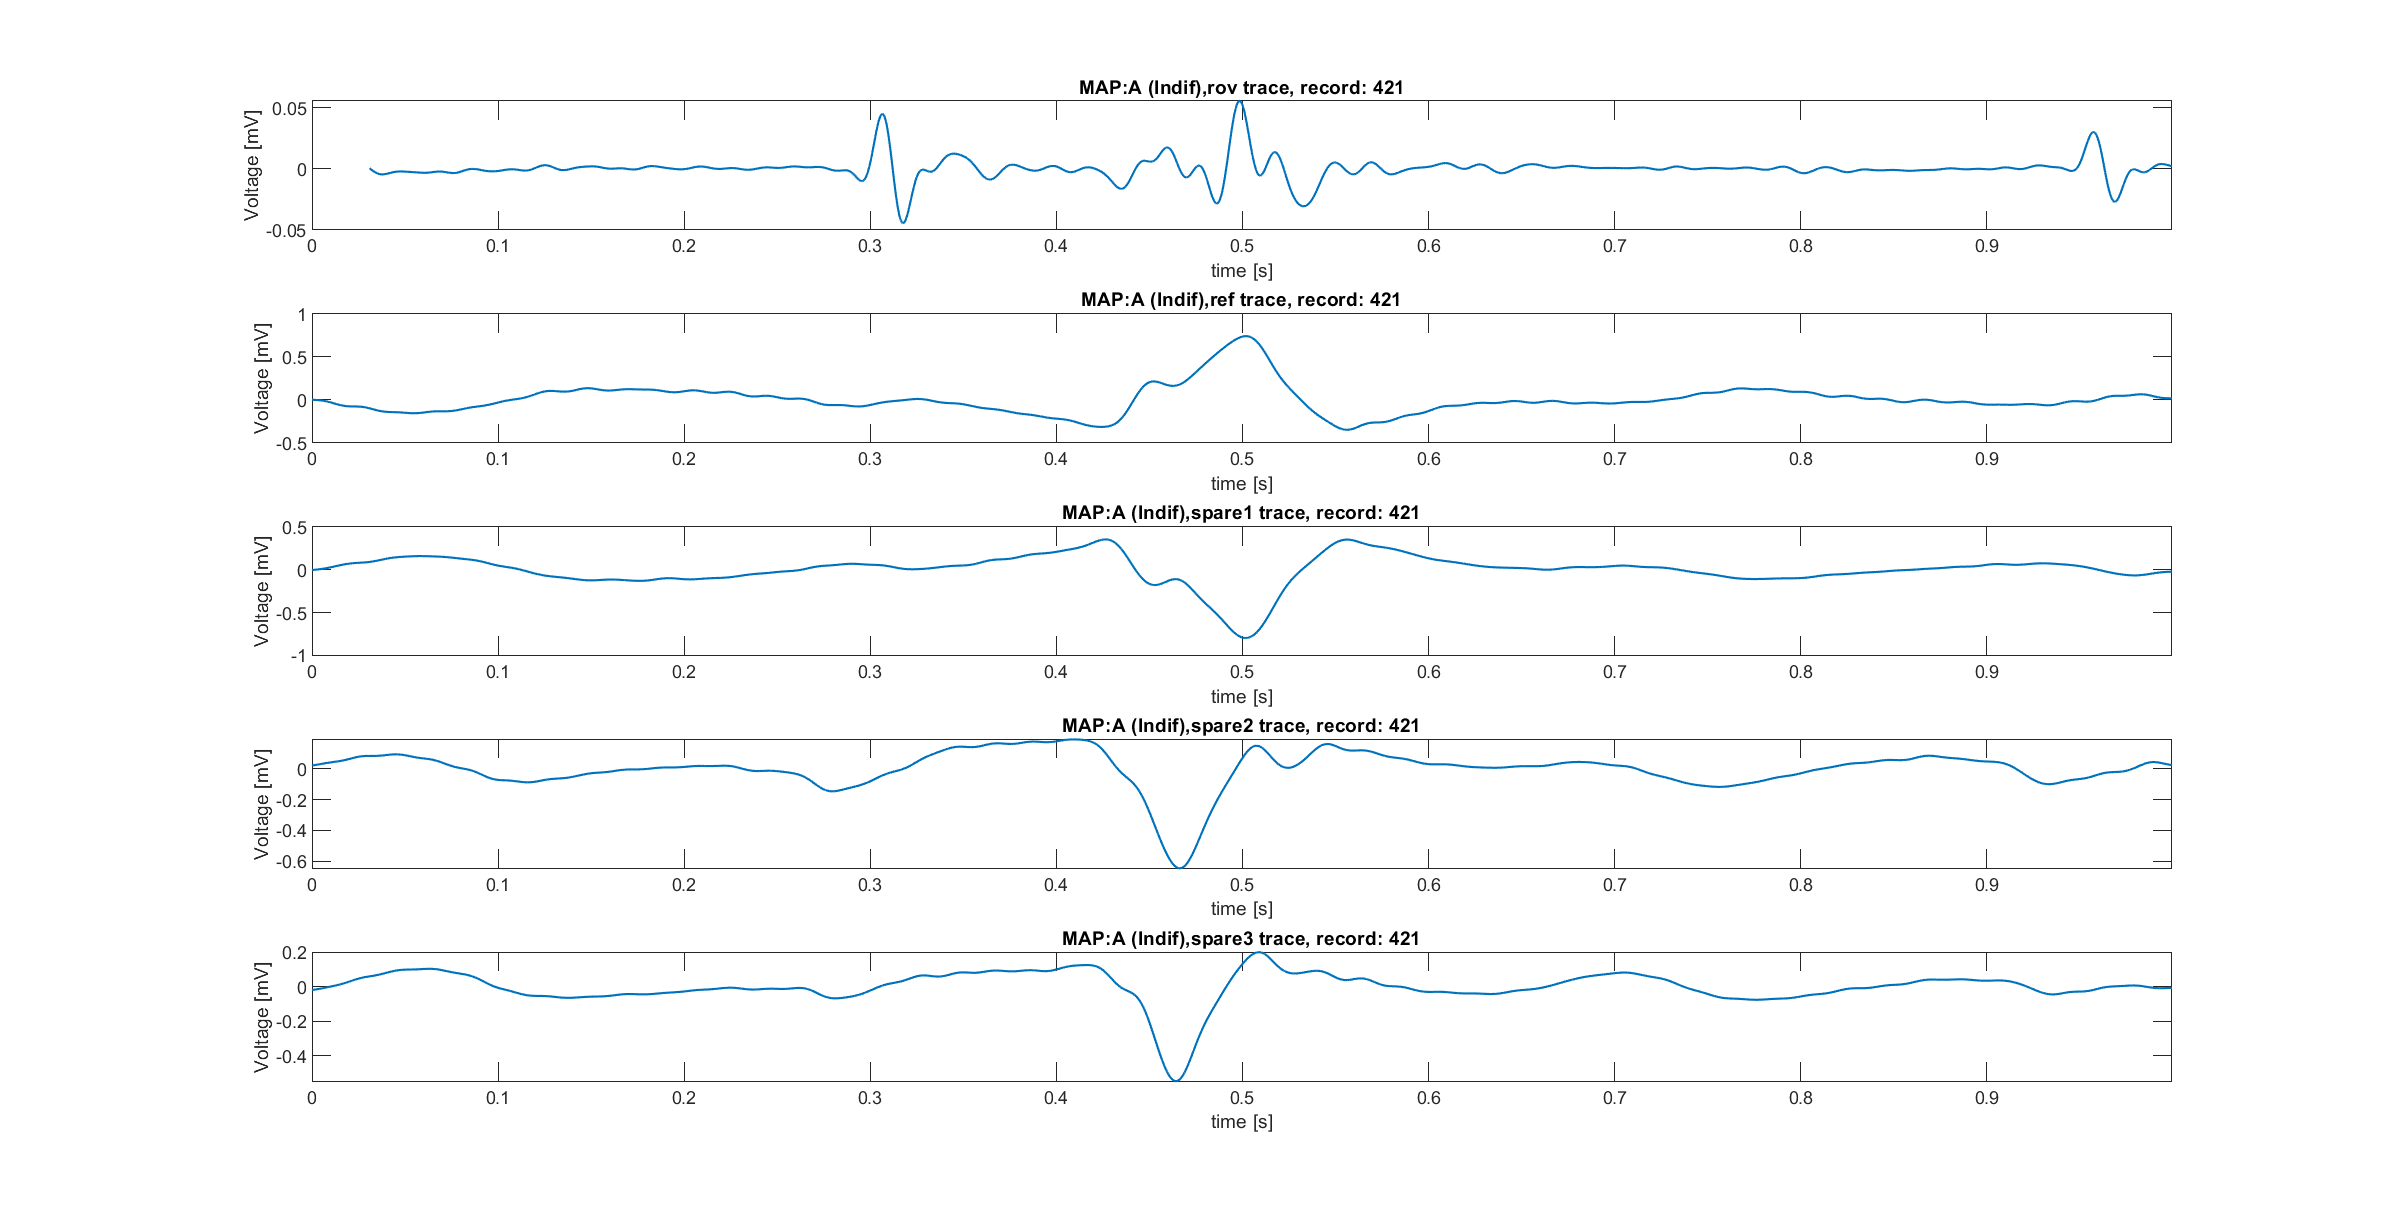 MAP:A (Indif),rov trace, record: 421
Voltage [mV]
0.05
0
-0.05
0 0.1 0.2 0.3 0.4 0.5 0.6 0.7 0.8 0.9
time [s]
MAP:A (Indif),ref trace, record: 421
Voltage [mV]
1
0.5
0
-0.5
0 0.1 0.2 0.3 0.4 0.5 0.6 0.7 0.8 0.9
time [s]
MAP:A (Indif),spare1 trace, record: 421
Voltage [mV]
0.5
0
-0.5
-1
0 0.1 0.2 0.3 0.4 0.5 0.6 0.7 0.8 0.9
time [s]
MAP:A (Indif),spare2 trace, record: 421
Voltage [mV]
0
-0.2
-0.4
-0.6
0 0.1 0.2 0.3 0.4 0.5 0.6 0.7 0.8 0.9
time [s]
MAP:A (Indif),spare3 trace, record: 421
Voltage [mV]
0.2
0
-0.2
-0.4
0 0.1 0.2 0.3 0.4 0.5 0.6 0.7 0.8 0.9
time [s]